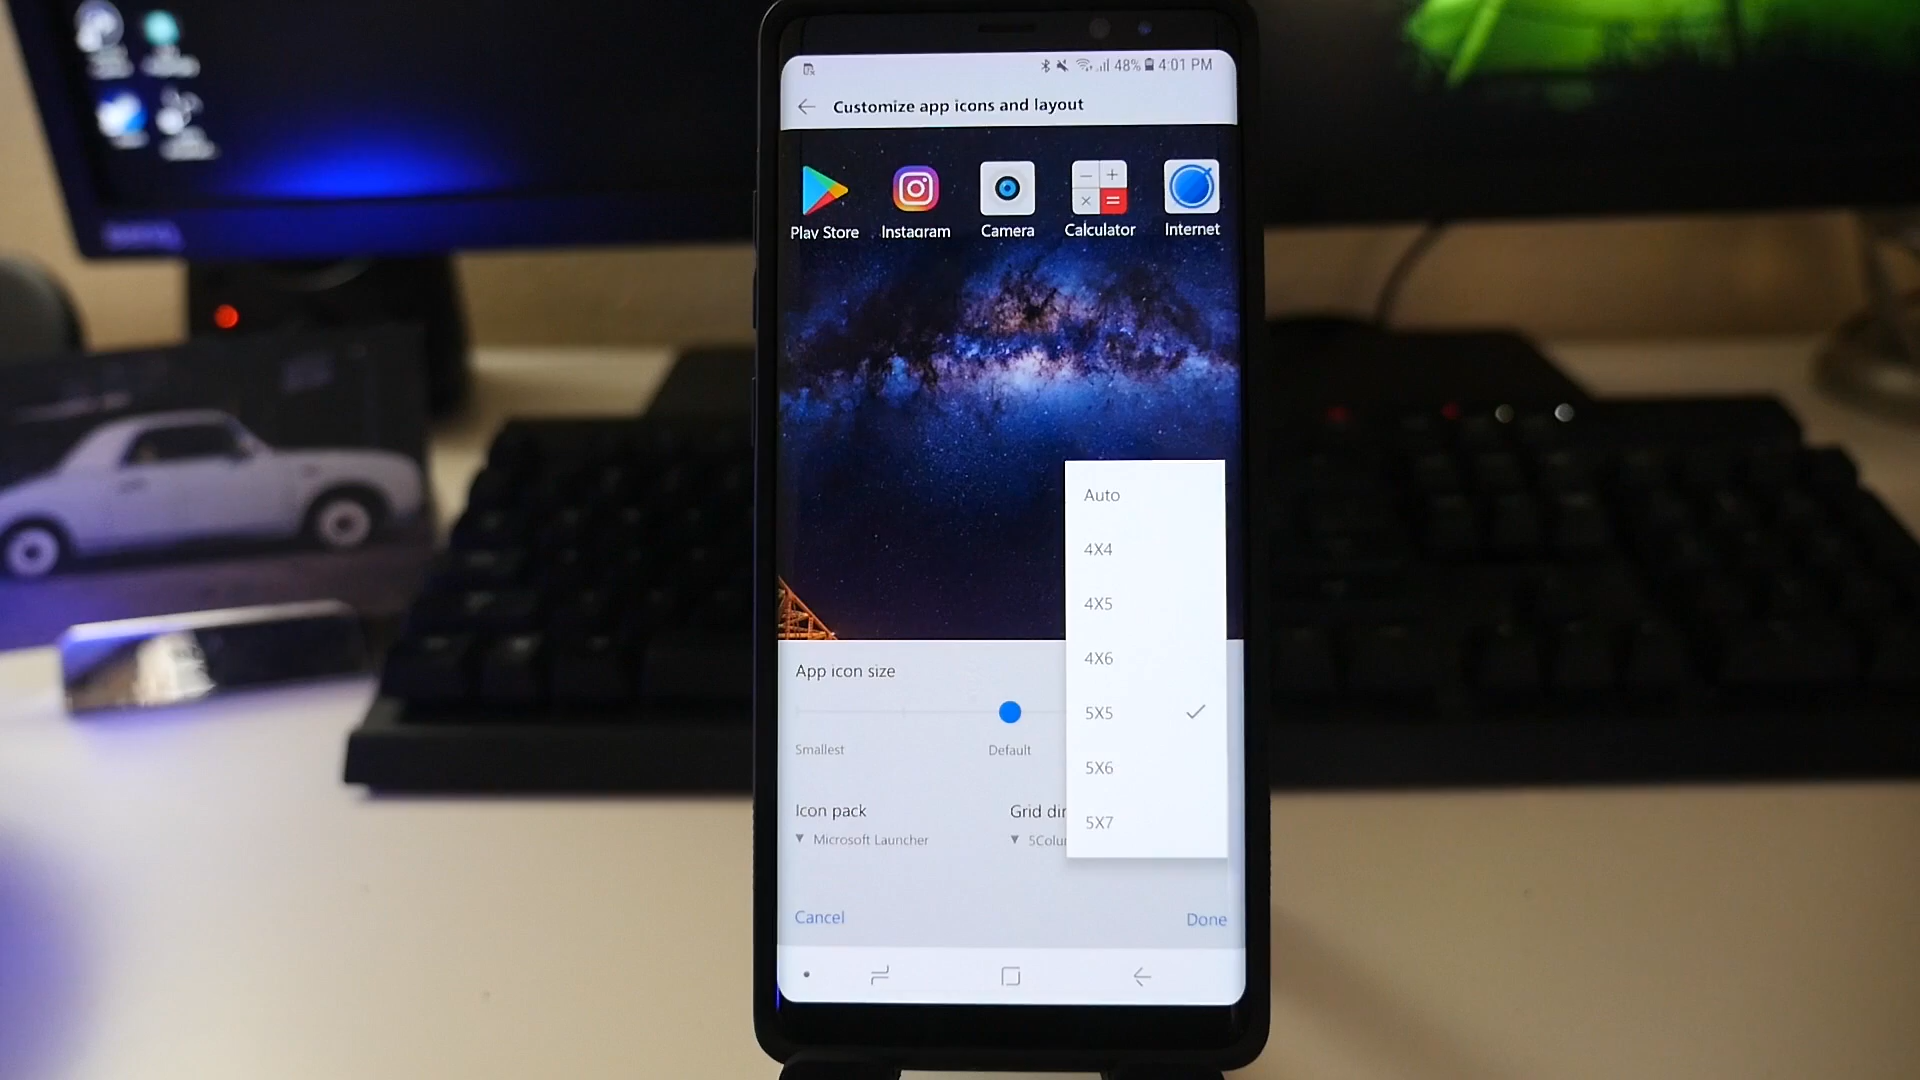 48% 4:01 PM
Customize app icons and layout
Play Store Instagram Camera Calculator Internet
Auto
4X4
4X5
4X6
5X5
5X6
5X7
App icon size
Smallest Default
Icon pack Grid dir
Microsoft Launcher 5Colu
Cancel Done